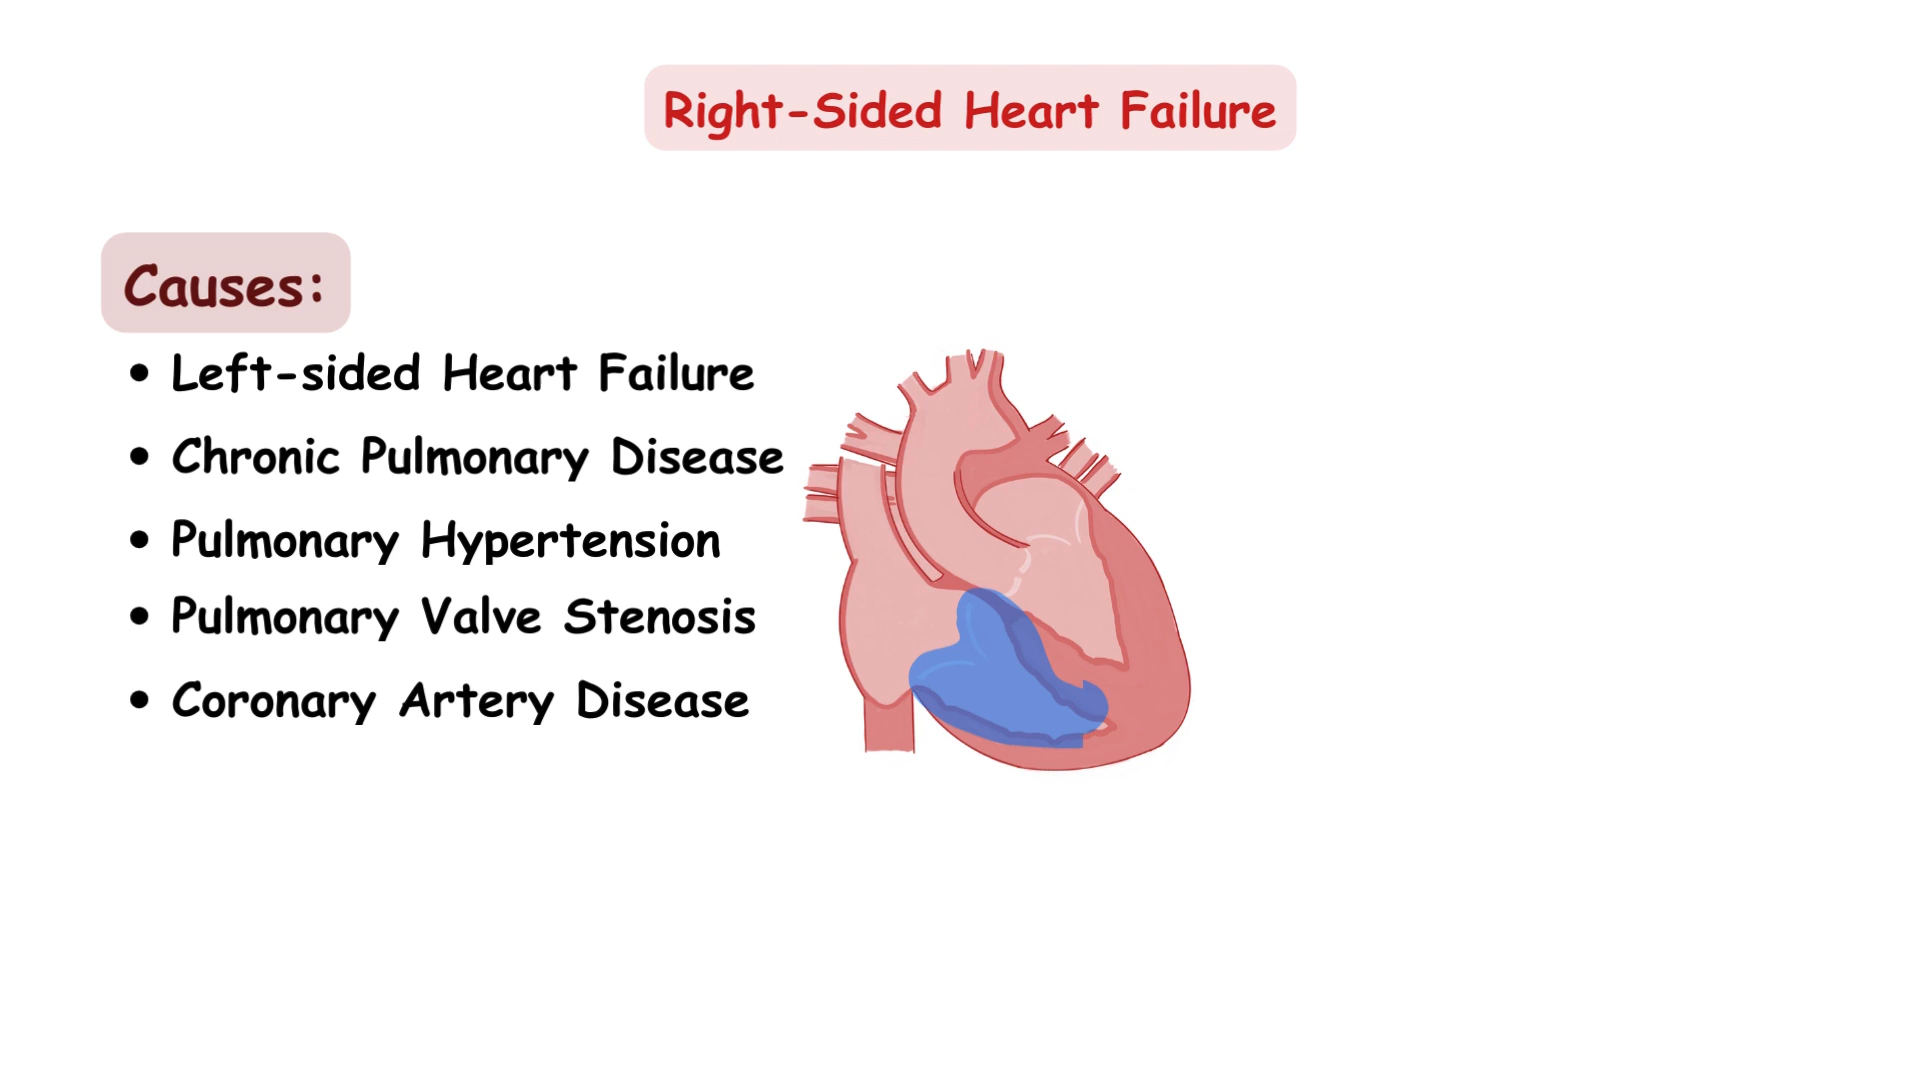 Right-Sided Heart Failure
Causes:
• Left-sided Heart Failure
• Chronic Pulmonary Disease
• Pulmonary Hypertension
• Pulmonary Valve Stenosis
• Coronary Artery Disease